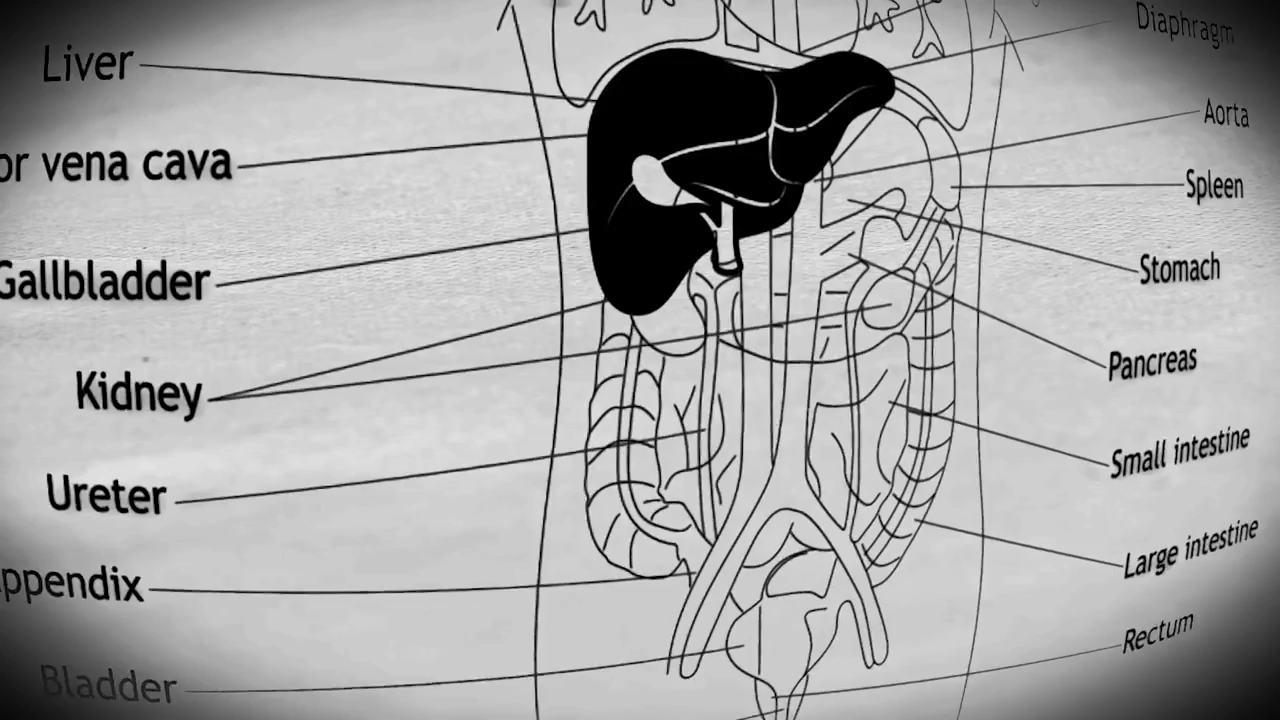 Liver
or vena cava
Gallbladder
Kidney
Ureter
ppendix
Bladder
Diaphragm
Aorta
Spleen
Stomach
Pancreas
Small intestine
Large intestine
Rectum